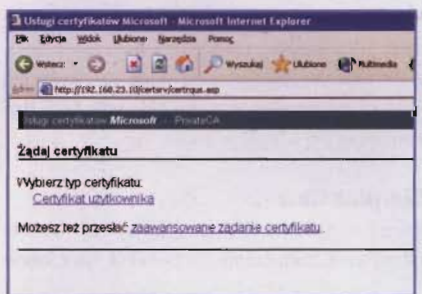 Usługi certyfikatów Microsoft - Microsoft Internet Explorer
Plik Edycja Widok Ulubione Narzędzia Pomoc
Wstecz Wyszukaj Ulubione Multimedia
Adres http://192.168.23.10/certsrv/certrqus.asp
Usługi certyfikatów Microsoft -- PrivateCA
Żądaj certyfikatu
Wybierz typ certyfikatu:
Certyfikat użytkownika
Możesz też przesłać zaawansowane żądanie certyfikatu.